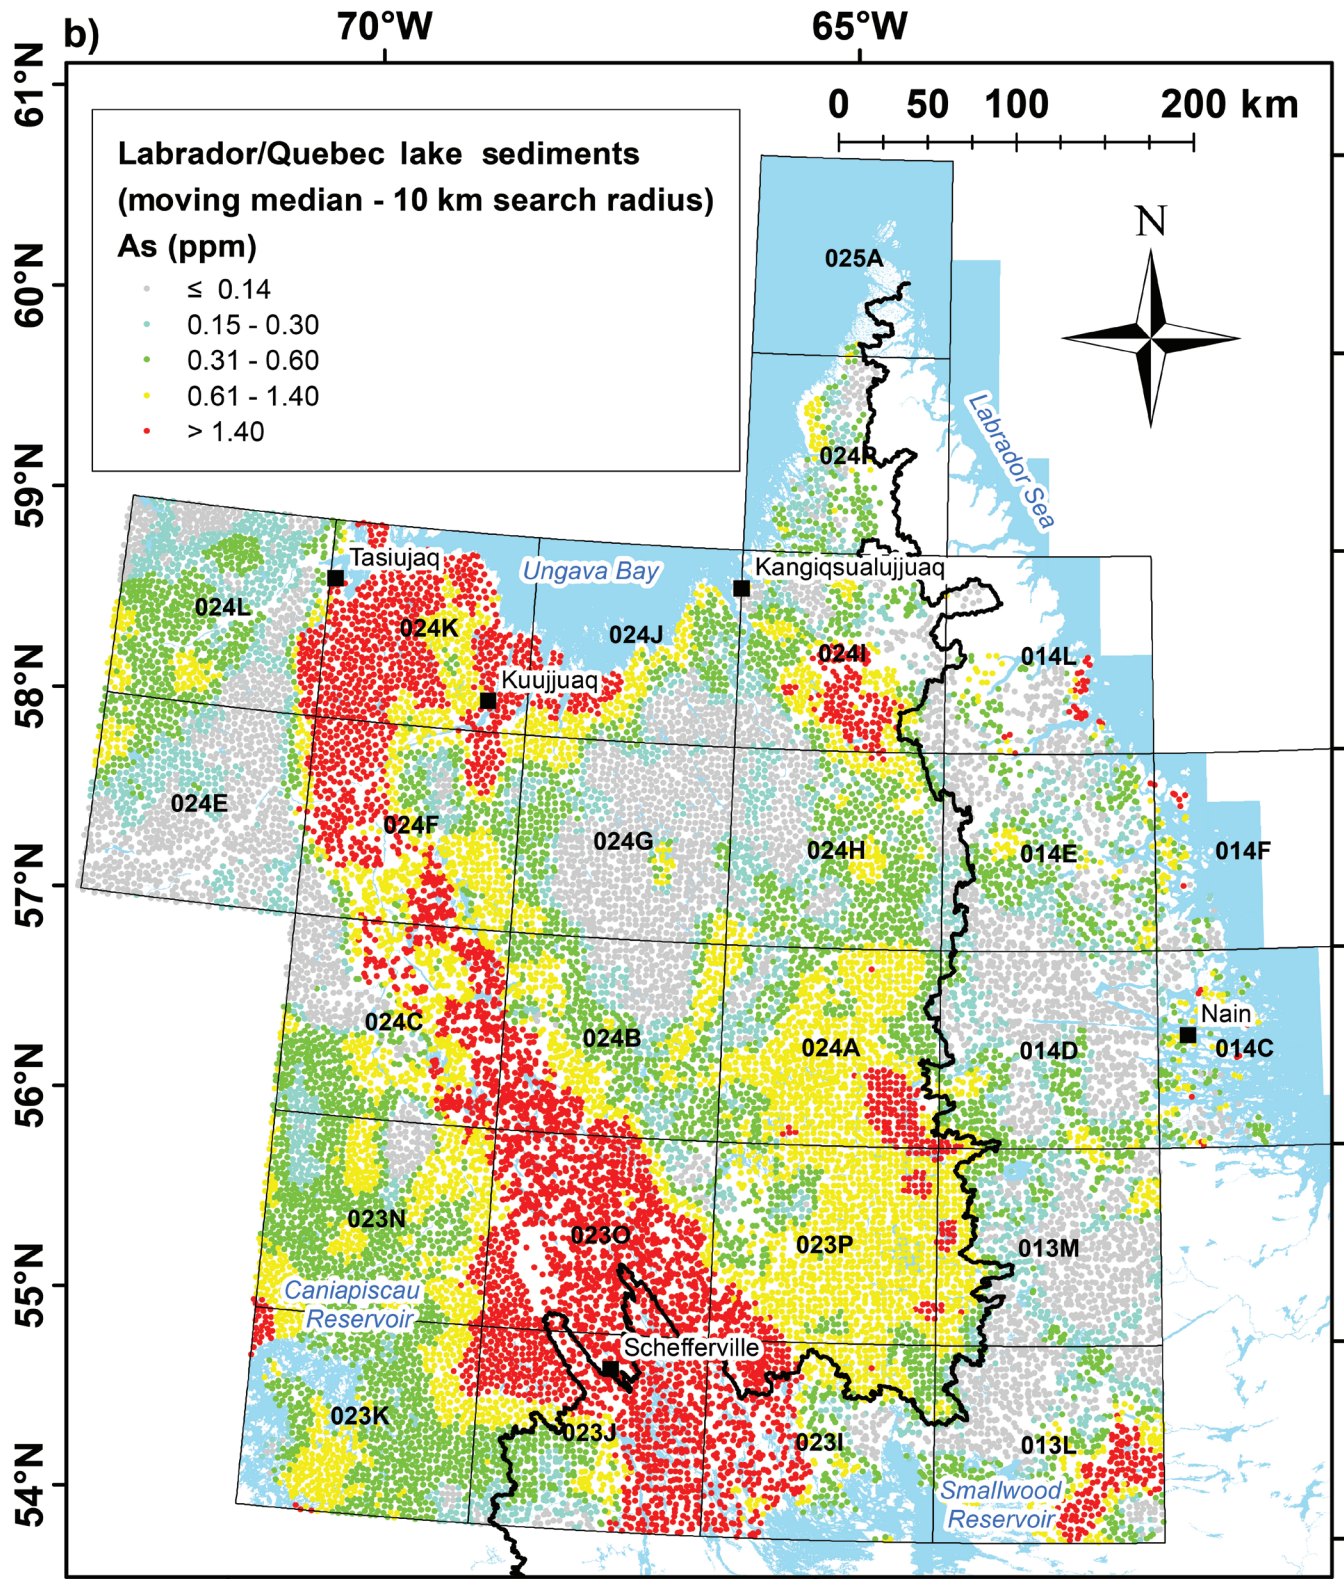 b)
70°W
65°W
61°N
60°N
59°N
58°N
57°N
56°N
55°N
54°N
0 50 100 200 km
Labrador/Quebec lake sediments
(moving median - 10 km search radius)
As (ppm)
≤ 0.14
0.15 - 0.30
0.31 - 0.60
0.61 - 1.40
> 1.40
N
025A
Labrador Sea
024P
Tasiujaq
Ungava Bay
Kangiqsualujjuaq
024L
024K
024J
024I
014L
Kuujjuaq
024E
024F
024G
024H
014E
014F
024C
024B
024A
014D
Nain
014C
023N
023O
023P
013M
Caniapiscau
Reservoir
Schefferville
023K
023J
023I
013L
Smallwood
Reservoir